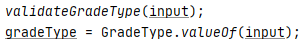 validateGradeType(input);
gradeType = GradeType.valueOf(input);